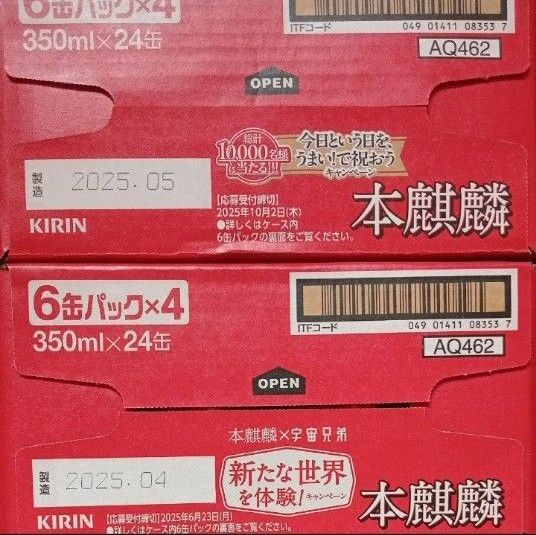 6缶パック×4
350ml×24缶
ITFコード
049 01411 08353 7
AQ462
OPEN
総計
10,000名様
に当たる!!!
今日という日を、
うまい!で祝おう
キャンペーン
製造 2025.05
【応募受付締切】
2025年10月2日(木)
●詳しくはケース内
6缶パックの裏面をご覧ください。
KIRIN
本麒麟
6缶パック×4
350ml×24缶
ITFコード
049 01411 08353 7
AQ462
OPEN
本麒麟×宇宙兄弟
新たな世界
を体験!キャンペーン
製造 2025.04
KIRIN
【応募受付締切】2025年6月23日(月)
●詳しくはケース内6缶パックの裏面をご覧ください。
本麒麟